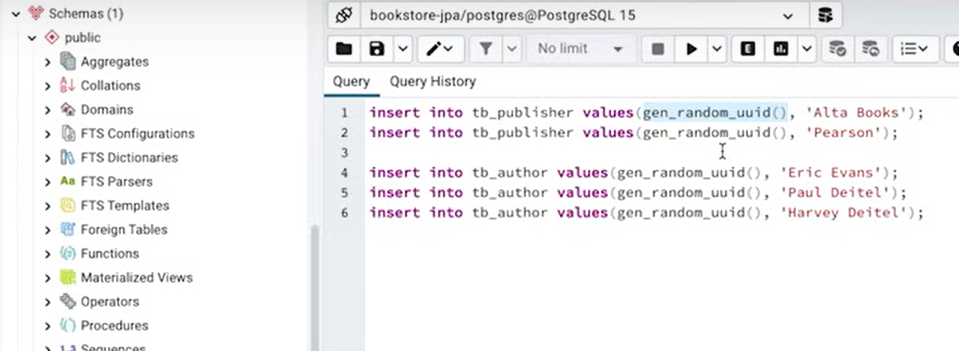 Schemas (1)
public
Aggregates
Collations
Domains
FTS Configurations
FTS Dictionaries
FTS Parsers
FTS Templates
Foreign Tables
Functions
Materialized Views
Operators
Procedures
Sequences
bookstore-jpa/postgres@PostgreSQL 15
No limit
Query Query History
1 insert into tb_publisher values(gen_random_uuid(), 'Alta Books');
2 insert into tb_publisher values(gen_random_uuid(), 'Pearson');
3
4 insert into tb_author values(gen_random_uuid(), 'Eric Evans');
5 insert into tb_author values(gen_random_uuid(), 'Paul Deitel');
6 insert into tb_author values(gen_random_uuid(), 'Harvey Deitel');